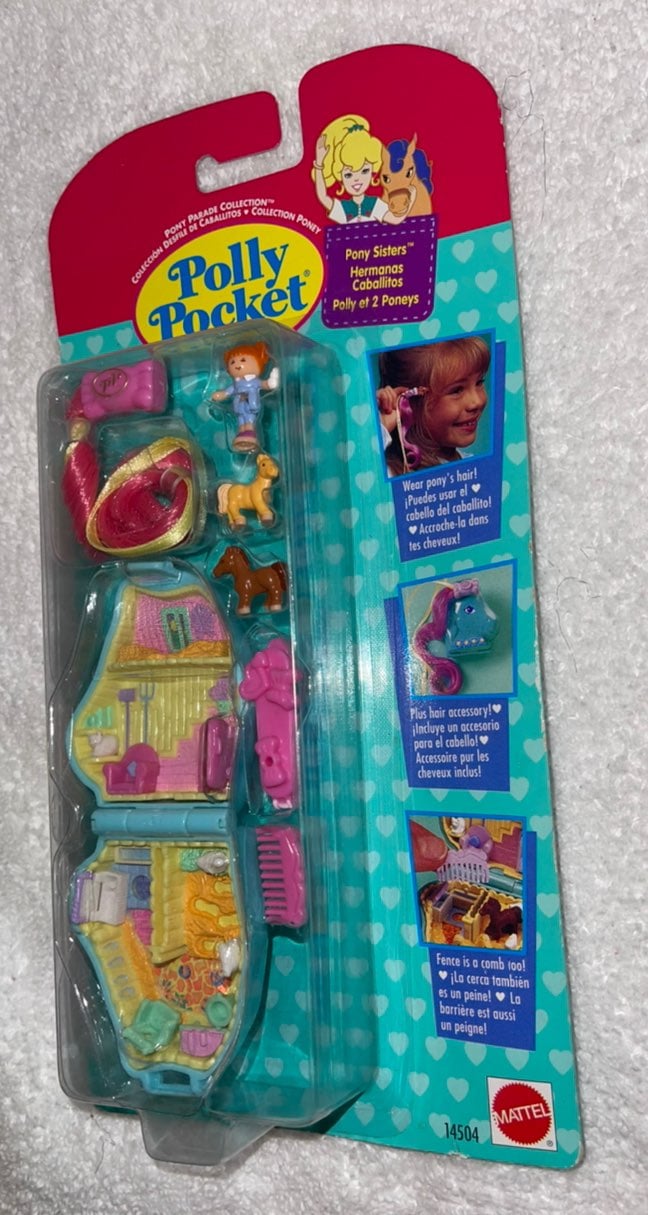 PONY PARADE COLLECTION™
COLECCIÓN DESFILE DE CABALLITOS • COLLECTION PONEY
Polly
Pocket®
Pony Sisters™
Hermanas
Caballitos
Polly et 2 Poneys
PP
Wear pony's hair!
¡Puedes usar el ♥
cabello del caballito!
♥ Accroche-la dans
tes cheveux!
Plus hair accessory! ♥
¡Incluye un accesorio
para el cabello! ♥
Accessoire pur les
cheveux inclus!
Fence is a comb too!
♥ ¡La cerca también
es un peine! ♥ La
barrière est aussi
un peigne!
14504
MATTEL®